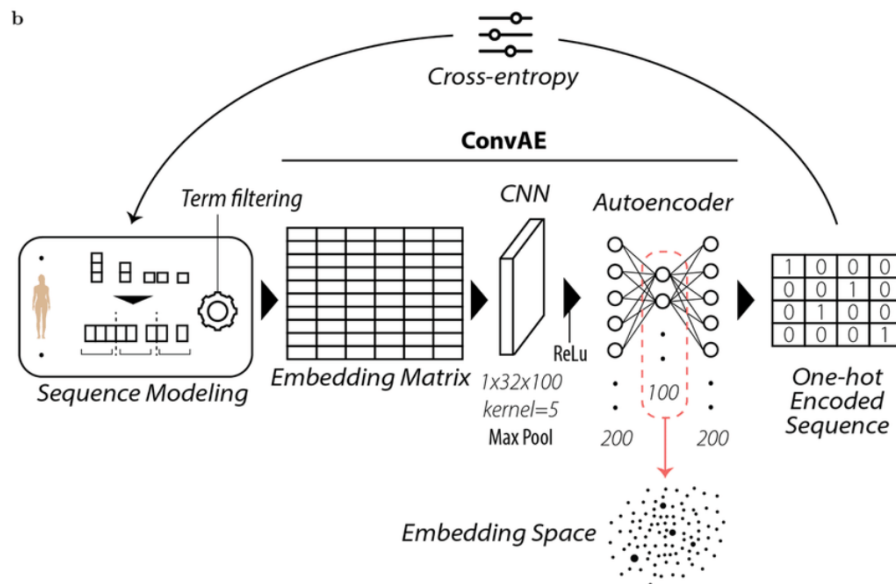 b
Cross-entropy
ConvAE
Term filtering
CNN
Autoencoder
1 0 0 0
0 0 1 0
0 1 0 0
0 0 0 1
ReLu
Sequence Modeling
Embedding Matrix
1x32x100
kernel=5
Max Pool
200
100
200
One-hot
Encoded
Sequence
Embedding Space